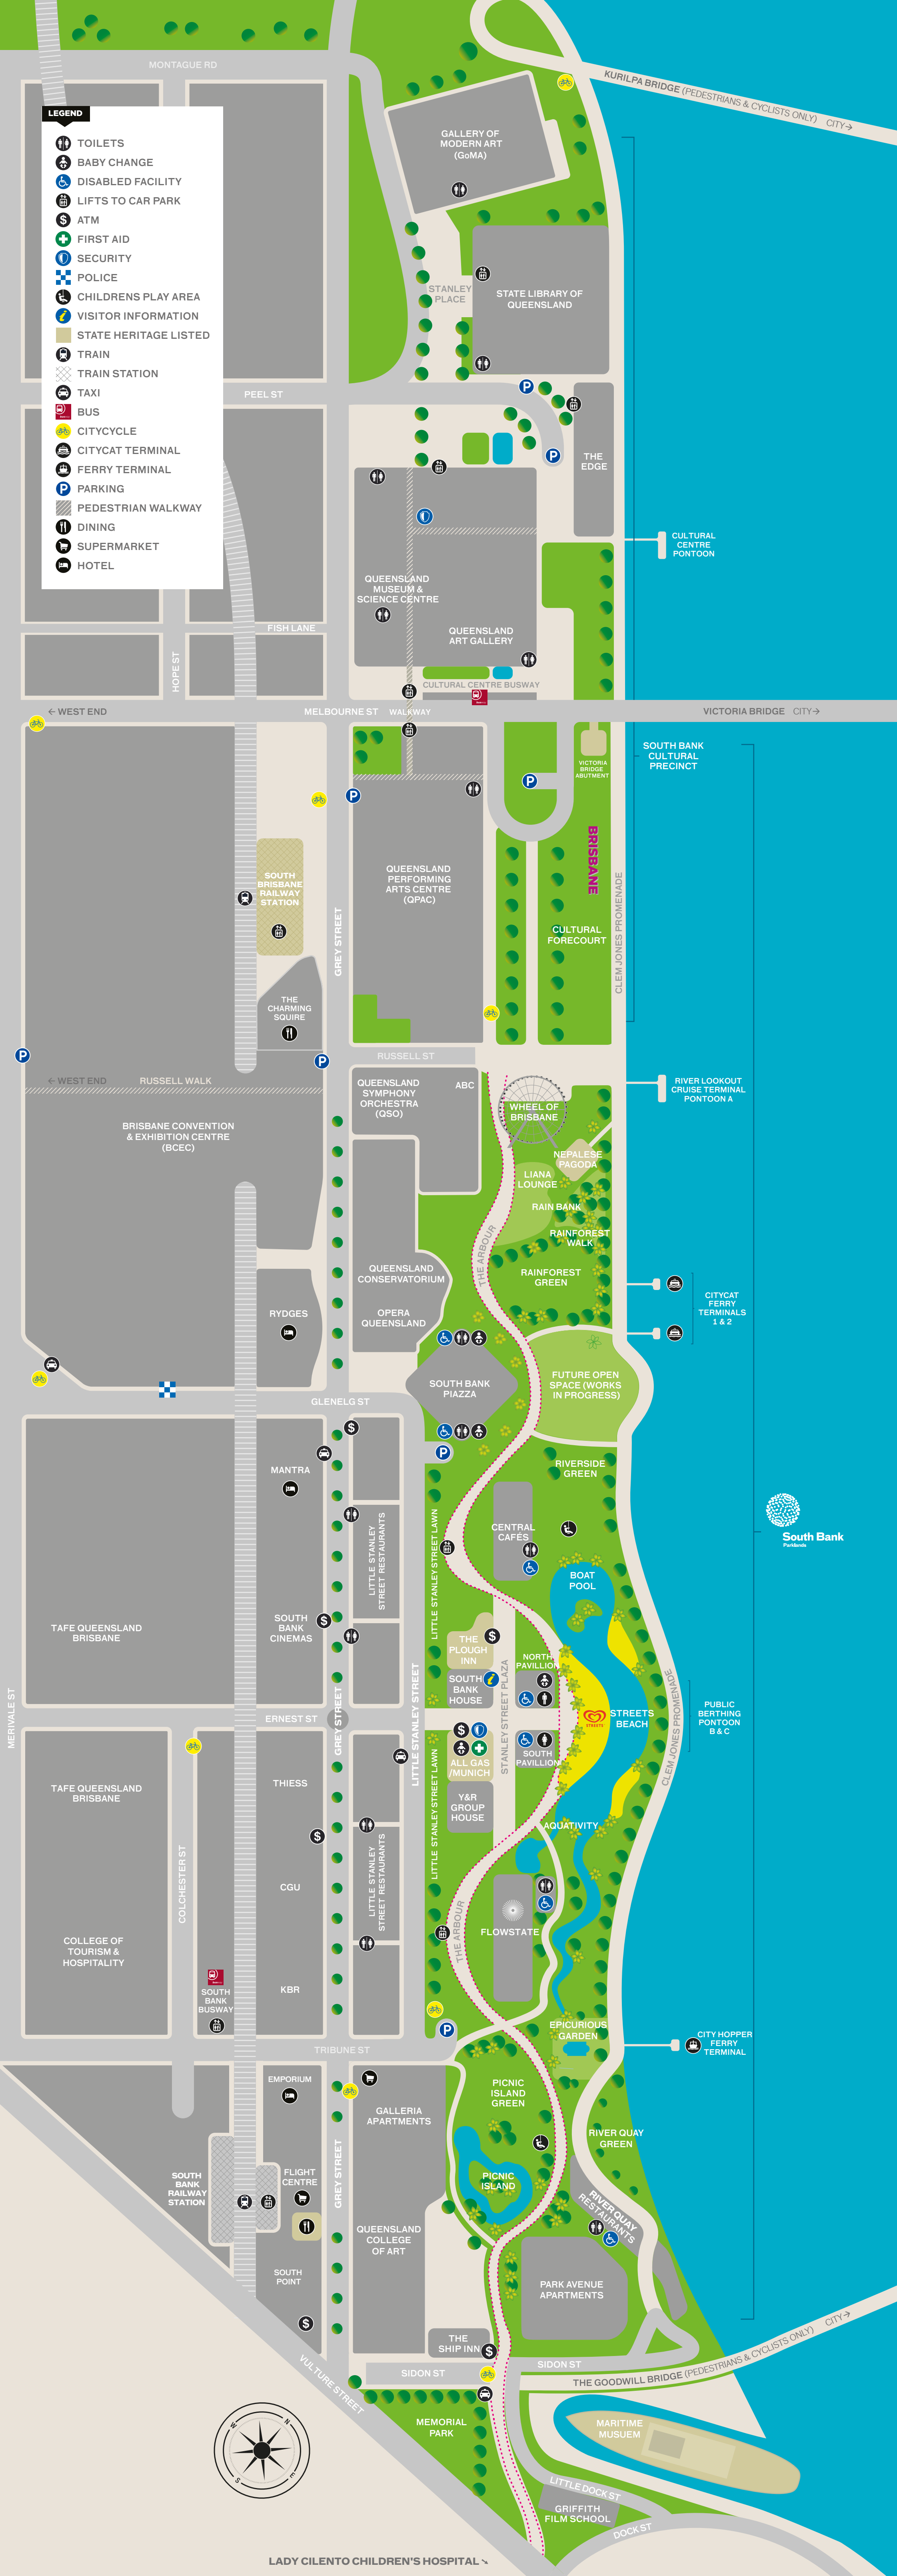 MONTAGUE RD
KURILPA BRIDGE (PEDESTRIANS & CYCLISTS ONLY) CITY→
LEGEND
TOILETS
BABY CHANGE
DISABLED FACILITY
LIFTS TO CAR PARK
ATM
FIRST AID
SECURITY
POLICE
CHILDRENS PLAY AREA
VISITOR INFORMATION
STATE HERITAGE LISTED
TRAIN
TRAIN STATION
TAXI
BUS
CITYCYCLE
CITYCAT TERMINAL
FERRY TERMINAL
PARKING
PEDESTRIAN WALKWAY
DINING
SUPERMARKET
HOTEL
GALLERY OF
MODERN ART
(GoMA)
STANLEY
PLACE
STATE LIBRARY OF
QUEENSLAND
PEEL ST
THE
EDGE
CULTURAL
CENTRE
PONTOON
QUEENSLAND
MUSEUM &
SCIENCE CENTRE
QUEENSLAND
ART GALLERY
FISH LANE
HOPE ST
CULTURAL CENTRE BUSWAY
← WEST END
MELBOURNE ST
WALKWAY
VICTORIA BRIDGE CITY→
SOUTH BANK
CULTURAL
PRECINCT
VICTORIA
BRIDGE
ABUTMENT
BRISBANE
SOUTH
BRISBANE
RAILWAY
STATION
QUEENSLAND
PERFORMING
ARTS CENTRE
(QPAC)
GREY STREET
CULTURAL
FORECOURT
CLEM JONES PROMENADE
THE
CHARMING
SQUIRE
RUSSELL ST
← WEST END
RUSSELL WALK
QUEENSLAND
SYMPHONY
ORCHESTRA
(QSO)
ABC
WHEEL OF
BRISBANE
RIVER LOOKOUT
CRUISE TERMINAL
PONTOON A
BRISBANE CONVENTION
& EXHIBITION CENTRE
(BCEC)
NEPALESE
PAGODA
LIANA
LOUNGE
RAIN BANK
RAINFOREST
WALK
THE ARBOUR
RAINFOREST
GREEN
QUEENSLAND
CONSERVATORIUM
OPERA
QUEENSLAND
RYDGES
CITYCAT
FERRY
TERMINALS
1 & 2
SOUTH BANK
PIAZZA
FUTURE OPEN
SPACE (WORKS
IN PROGRESS)
GLENELG ST
MANTRA
RIVERSIDE
GREEN
LITTLE STANLEY
STREET RESTAURANTS
LITTLE STANLEY STREET LAWN
CENTRAL
CAFÉS
South Bank
Parklands
BOAT
POOL
TAFE QUEENSLAND
BRISBANE
SOUTH
BANK
CINEMAS
THE
PLOUGH
INN
SOUTH
BANK
HOUSE
NORTH
PAVILLION
STANLEY STREET PLAZA
STREETS
STREETS
BEACH
CLEM JONES PROMENADE
PUBLIC
BERTHING
PONTOON
B & C
MERIVALE ST
ERNEST ST
GREY STREET
LITTLE STANLEY STREET
SOUTH
PAVILLION
ALL GAS
/MUNICH
Y&R
GROUP
HOUSE
TAFE QUEENSLAND
BRISBANE
THIESS
LITTLE STANLEY STREET LAWN
AQUATIVITY
COLCHESTER ST
CGU
LITTLE STANLEY
STREET RESTAURANTS
THE ARBOUR
FLOWSTATE
COLLEGE OF
TOURISM &
HOSPITALITY
SOUTH
BANK
BUSWAY
KBR
EPICURIOUS
GARDEN
CITY HOPPER
FERRY
TERMINAL
TRIBUNE ST
EMPORIUM
GALLERIA
APARTMENTS
PICNIC
ISLAND
GREEN
RIVER QUAY
GREEN
SOUTH
BANK
RAILWAY
STATION
FLIGHT
CENTRE
GREY STREET
PICNIC
ISLAND
RIVER QUAY
RESTAURANTS
QUEENSLAND
COLLEGE
OF ART
SOUTH
POINT
PARK AVENUE
APARTMENTS
THE
SHIP INN
SIDON ST
SIDON ST
THE GOODWILL BRIDGE (PEDESTRIANS & CYCLISTS ONLY) CITY→
VULTURE STREET
MEMORIAL
PARK
MARITIME
MUSUEM
N
E
S
W
LITTLE DOCK ST
GRIFFITH
FILM SCHOOL
DOCK ST
LADY CILENTO CHILDREN'S HOSPITAL ↘